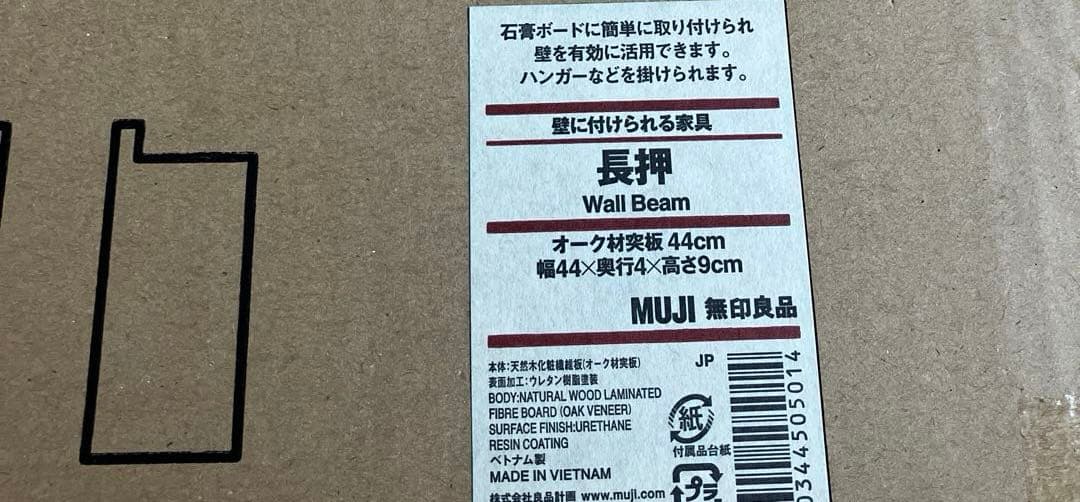 石膏ボードに簡単に取り付けられ
壁を有効に活用できます。
ハンガーなどを掛けられます。
壁に付けられる家具
長押
Wall Beam
オーク材突板 44cm
幅44×奥行4×高さ9cm
MUJI 無印良品
本体:天然木化粧繊維板(オーク材突板)
表面加工:ウレタン樹脂塗装
BODY:NATURAL WOOD LAMINATED
FIBRE BOARD (OAK VENEER)
SURFACE FINISH:URETHANE
RESIN COATING
ベトナム製
MADE IN VIETNAM
株式会社良品計画 www.muji.com
JP
紙
付属品台紙
プラ
0344505014